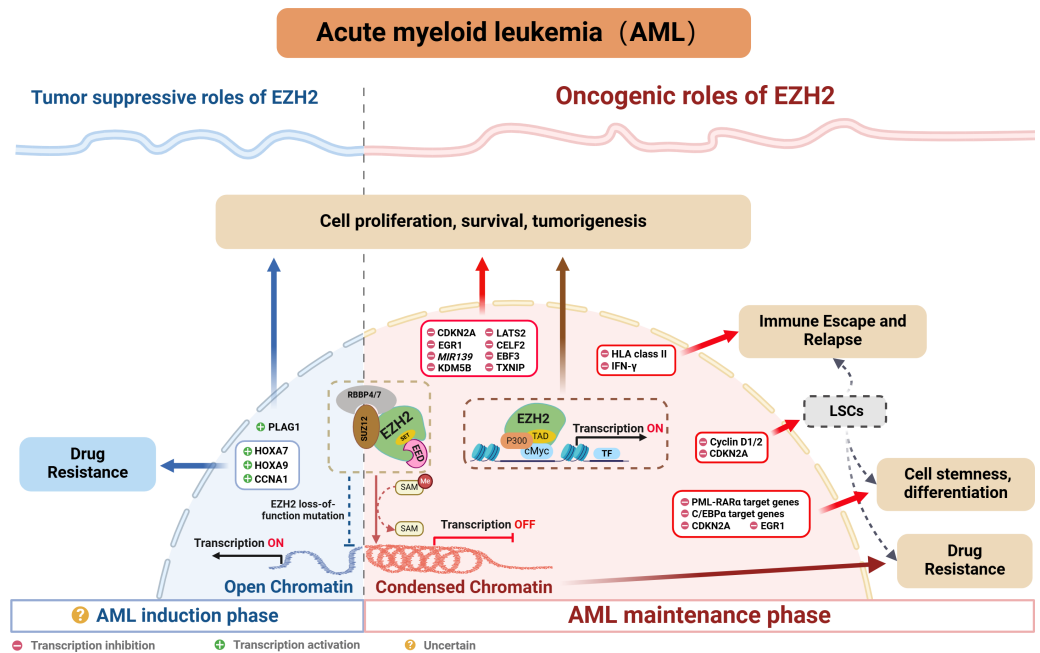 Acute myeloid leukemia（AML）
Tumor suppressive roles of EZH2
Oncogenic roles of EZH2
Cell proliferation, survival, tumorigenesis
CDKN2A
LATS2
EGR1
CELF2
MIR139
EBF3
KDM5B
TXNIP
HLA class II
IFN-γ
Immune Escape and
Relapse
RBBP4/7
SUZ12
EZH2
SET
EED
EZH2
P300
TAD
cMyc
Transcription ON
TF
LSCs
PLAG1
HOXA7
HOXA9
CCNA1
Drug
Resistance
Cyclin D1/2
CDKN2A
Cell stemness,
differentiation
PML-RARα target genes
C/EBPα target genes
CDKN2A
EGR1
EZH2 loss-of-
function mutation
SAM
Me
SAM
Transcription ON
Transcription OFF
Drug
Resistance
Open Chromatin
Condensed Chromatin
? AML induction phase
AML maintenance phase
Transcription inhibition
Transcription activation
? Uncertain